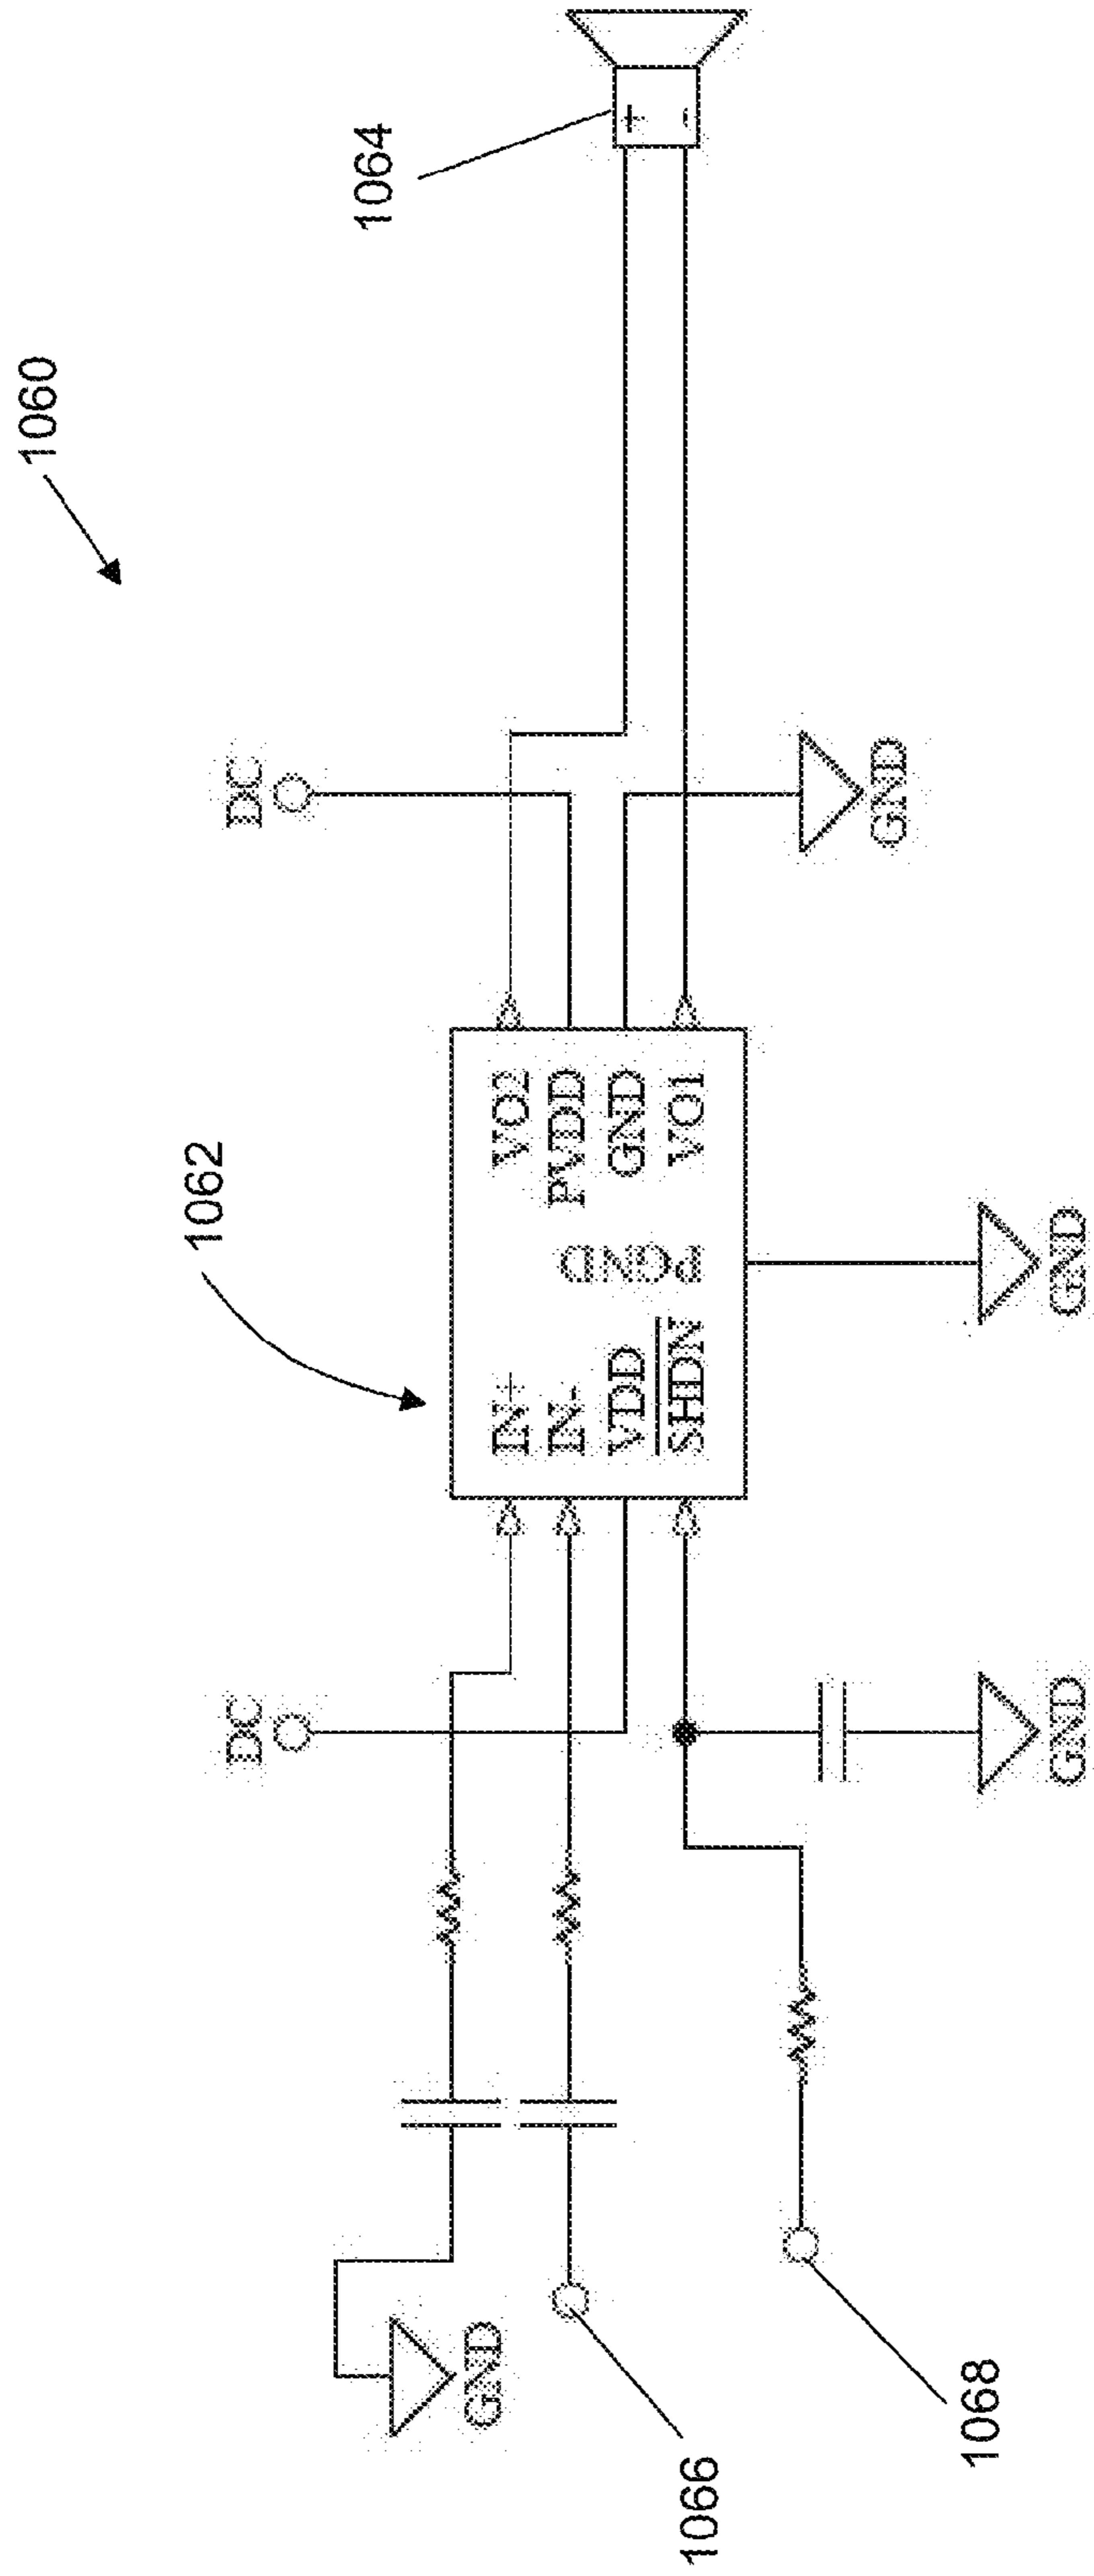 1060
1064
1062
DC
DC
IN+
IN-
VDD
SHDN
PGND
VO2
PVDD
GND
VO1
+
-
GND
GND
GND
GND
1066
1068